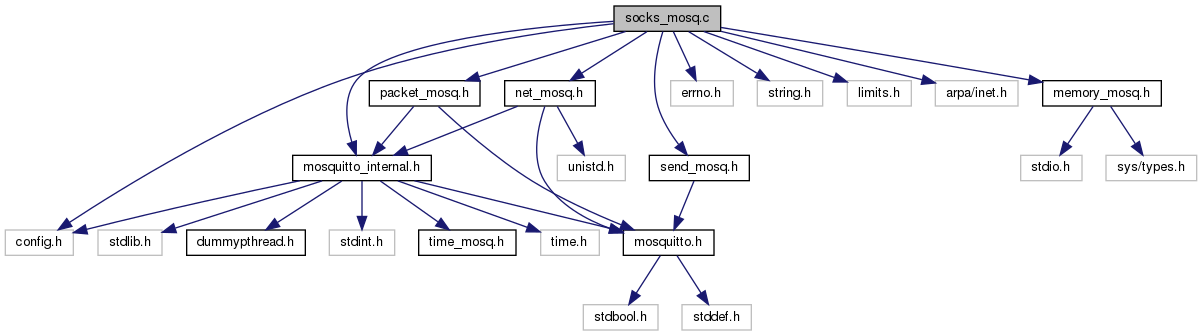 socks_mosq.c
packet_mosq.h
net_mosq.h
errno.h
string.h
limits.h
arpa/inet.h
memory_mosq.h
mosquitto_internal.h
unistd.h
send_mosq.h
stdio.h
sys/types.h
config.h
stdlib.h
dummypthread.h
stdint.h
time_mosq.h
time.h
mosquitto.h
stdbool.h
stddef.h